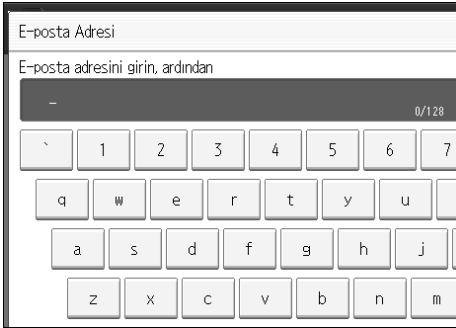 E-posta Adresi
E-posta adresini girin, ardından
_
0/128
` 1 2 3 4 5 6 7
q w e r t y u
a s d f g h j
z x c v b n m